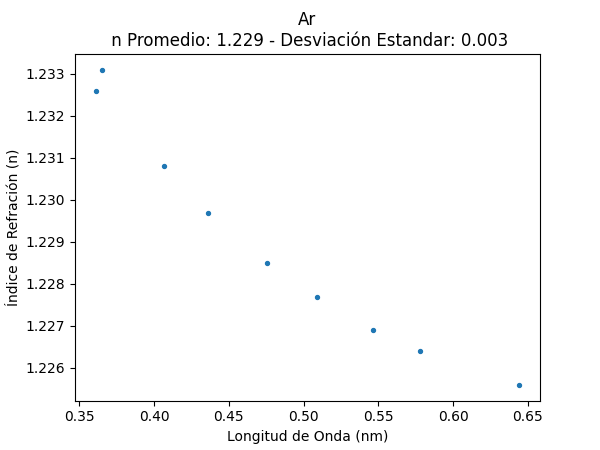 Ar
n Promedio: 1.229 - Desviación Estandar: 0.003
1.233
1.232
1.231
1.230
1.229
1.228
1.227
1.226
Índice de Refración (n)
0.35 0.40 0.45 0.50 0.55 0.60 0.65
Longitud de Onda (nm)